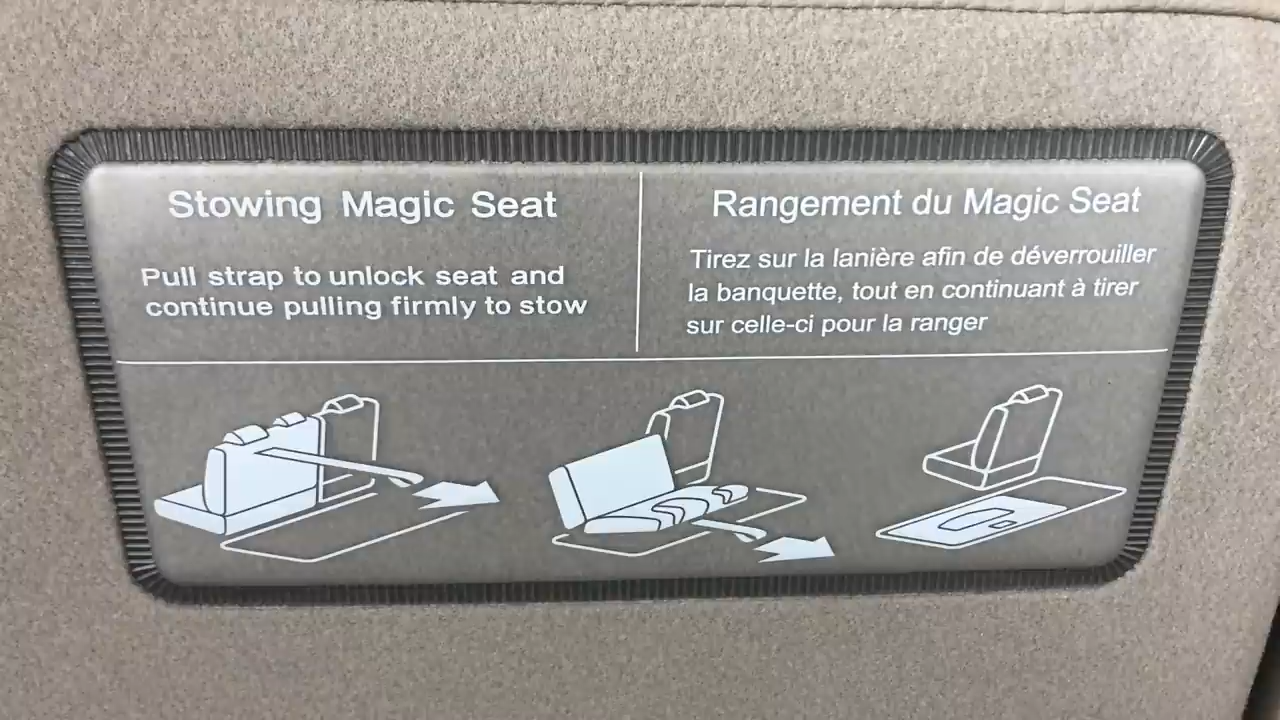 Stowing Magic Seat
Pull strap to unlock seat and
continue pulling firmly to stow
Rangement du Magic Seat
Tirez sur la lanière afin de déverrouiller
la banquette, tout en continuant à tirer
sur celle-ci pour la ranger